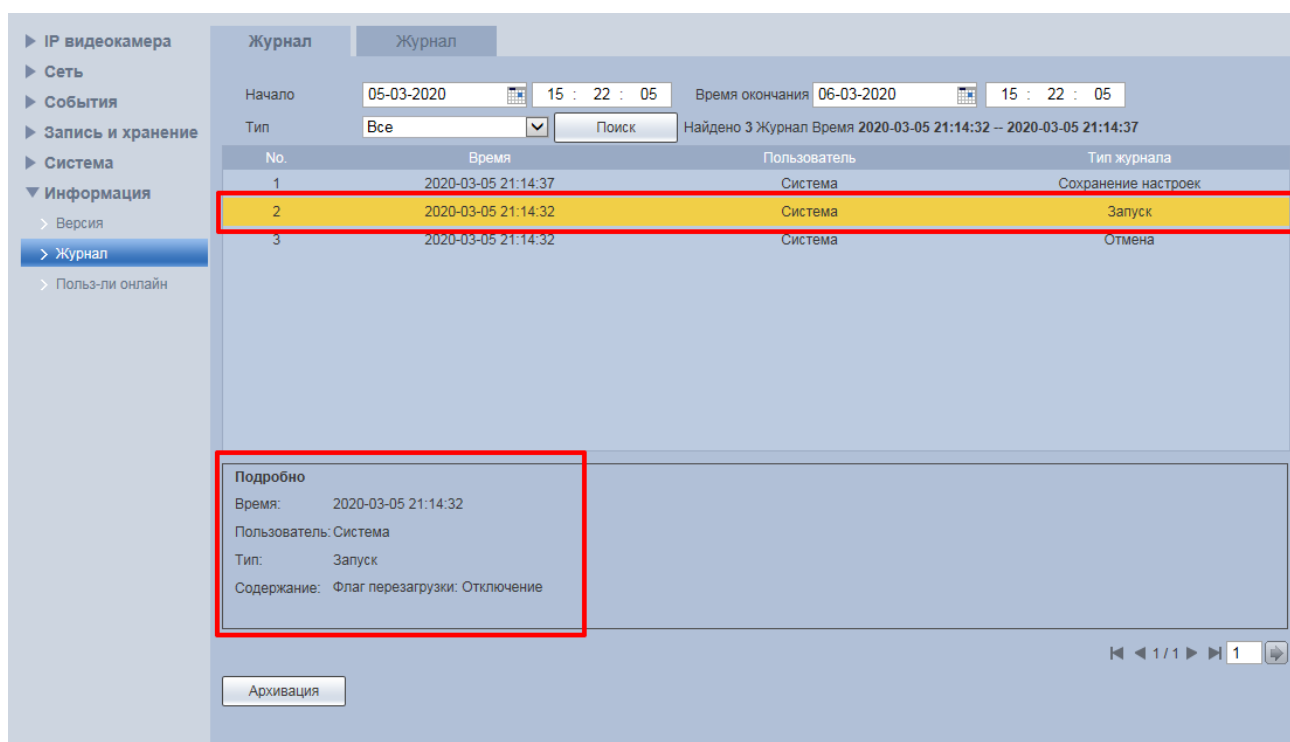 IP видеокамера
Сеть
События
Запись и хранение
Система
Информация
Версия
Журнал
Польз-ли онлайн
Журнал Журнал
Начало 05-03-2020 15 : 22 : 05 Время окончания 06-03-2020 15 : 22 : 05
Тип Все Поиск Найдено 3 Журнал Время 2020-03-05 21:14:32 -- 2020-03-05 21:14:37
No. Время Пользователь Тип журнала
1 2020-03-05 21:14:37 Система Сохранение настроек
2 2020-03-05 21:14:32 Система Запуск
3 2020-03-05 21:14:32 Система Отмена
Подробно
Время: 2020-03-05 21:14:32
Пользователь: Система
Тип: Запуск
Содержание: Флаг перезагрузки: Отключение
1 / 1 1
Архивация